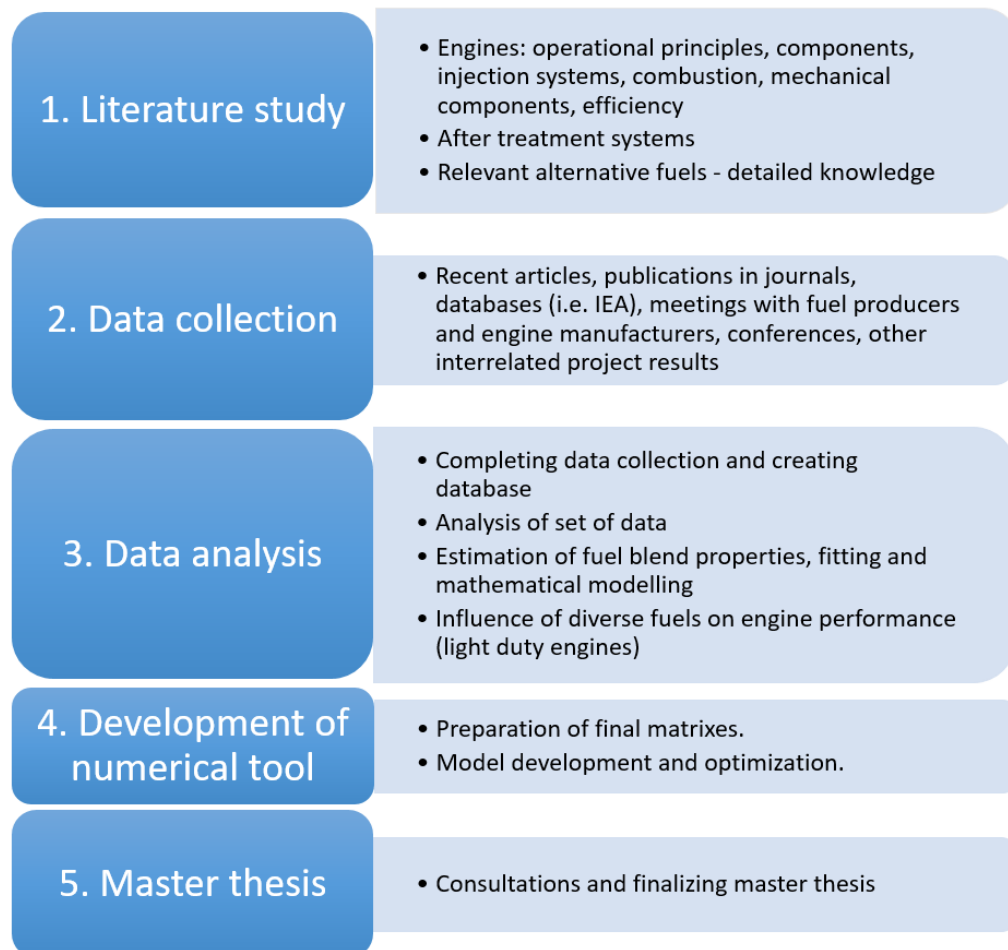 1. Literature study
• Engines: operational principles, components,
injection systems, combustion, mechanical
components, efficiency
• After treatment systems
• Relevant alternative fuels - detailed knowledge
2. Data collection
• Recent articles, publications in journals,
databases (i.e. IEA), meetings with fuel producers
and engine manufacturers, conferences, other
interrelated project results
3. Data analysis
• Completing data collection and creating
database
• Analysis of set of data
• Estimation of fuel blend properties, fitting and
mathematical modelling
• Influence of diverse fuels on engine performance
(light duty engines)
4. Development of
numerical tool
• Preparation of final matrixes.
• Model development and optimization.
5. Master thesis
• Consultations and finalizing master thesis